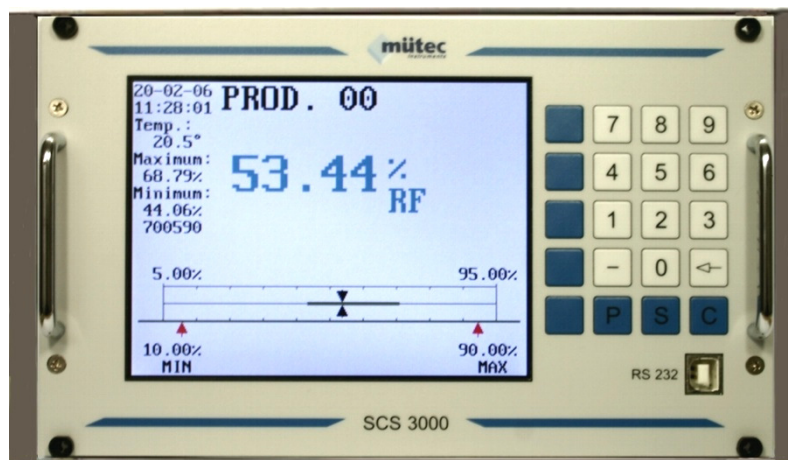 mütec
instruments
20-02-06
11:28:01
PROD. 00
Temp.:
20.5°
Maximum:
68.79%
Minimum:
44.06%
700590
53.44%
RF
5.00%
95.00%
10.00%
MIN
90.00%
MAX
7 8 9
4 5 6
1 2 3
- 0
P S C
RS 232
SCS 3000